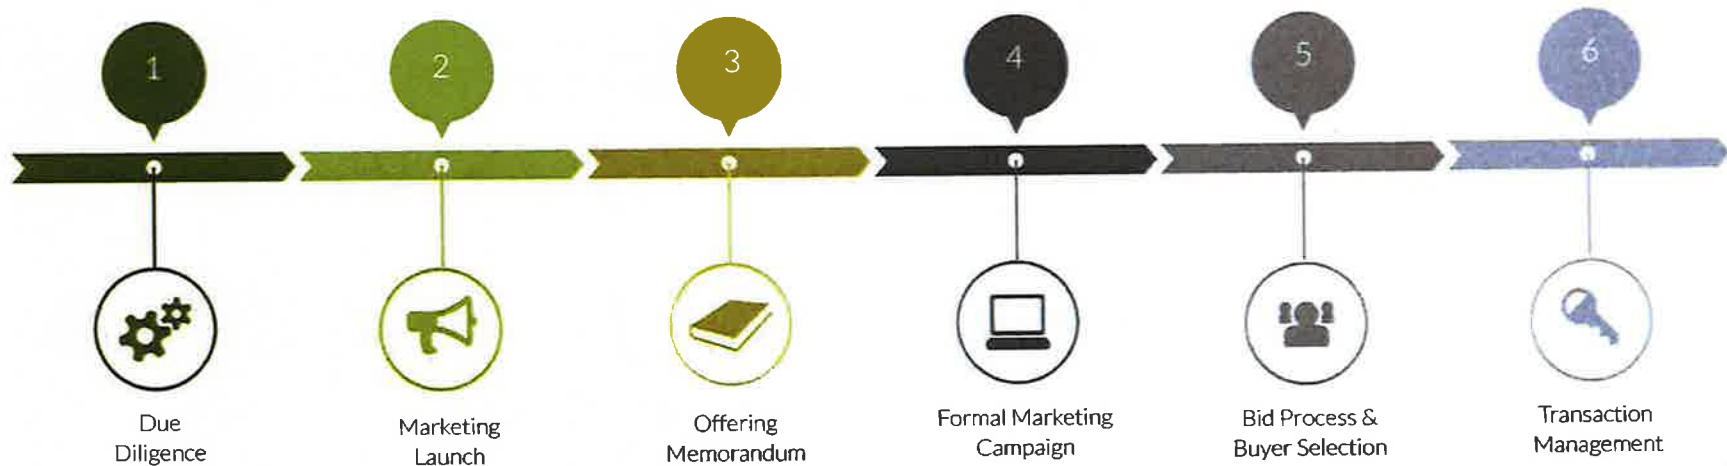 1
2
3
4
5
6
Due
Diligence
Marketing
Launch
Offering
Memorandum
Formal Marketing
Campaign
Bid Process &
Buyer Selection
Transaction
Management